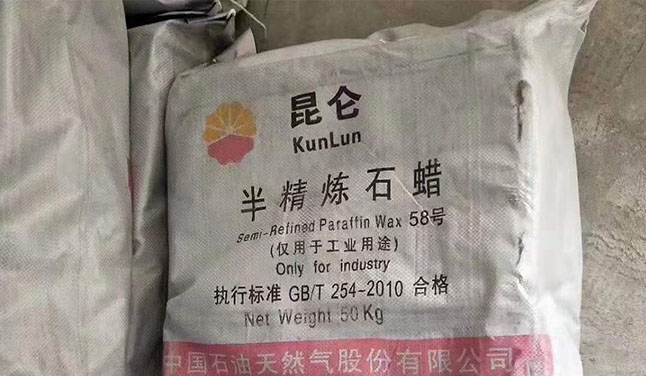 昆仑
KunLun
半精炼石蜡
Semi-Refined Paraffin Wax 58号
(仅用于工业用途)
Only for industry
执行标准 GB/T 254-2010 合格
Net Weight 50Kg
中国石油天然气股份有限公司